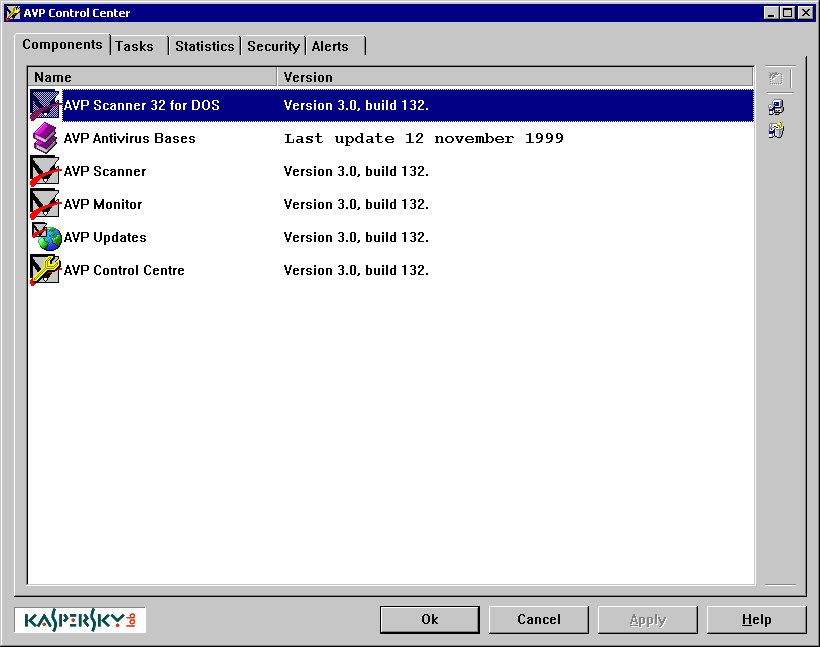 AVP Control Center
Components Tasks Statistics Security Alerts
Name Version
AVP Scanner 32 for DOS Version 3.0, build 132.
AVP Antivirus Bases Last update 12 november 1999
AVP Scanner Version 3.0, build 132.
AVP Monitor Version 3.0, build 132.
AVP Updates Version 3.0, build 132.
AVP Control Centre Version 3.0, build 132.
KASPERSKY lab Ok Cancel Apply Help